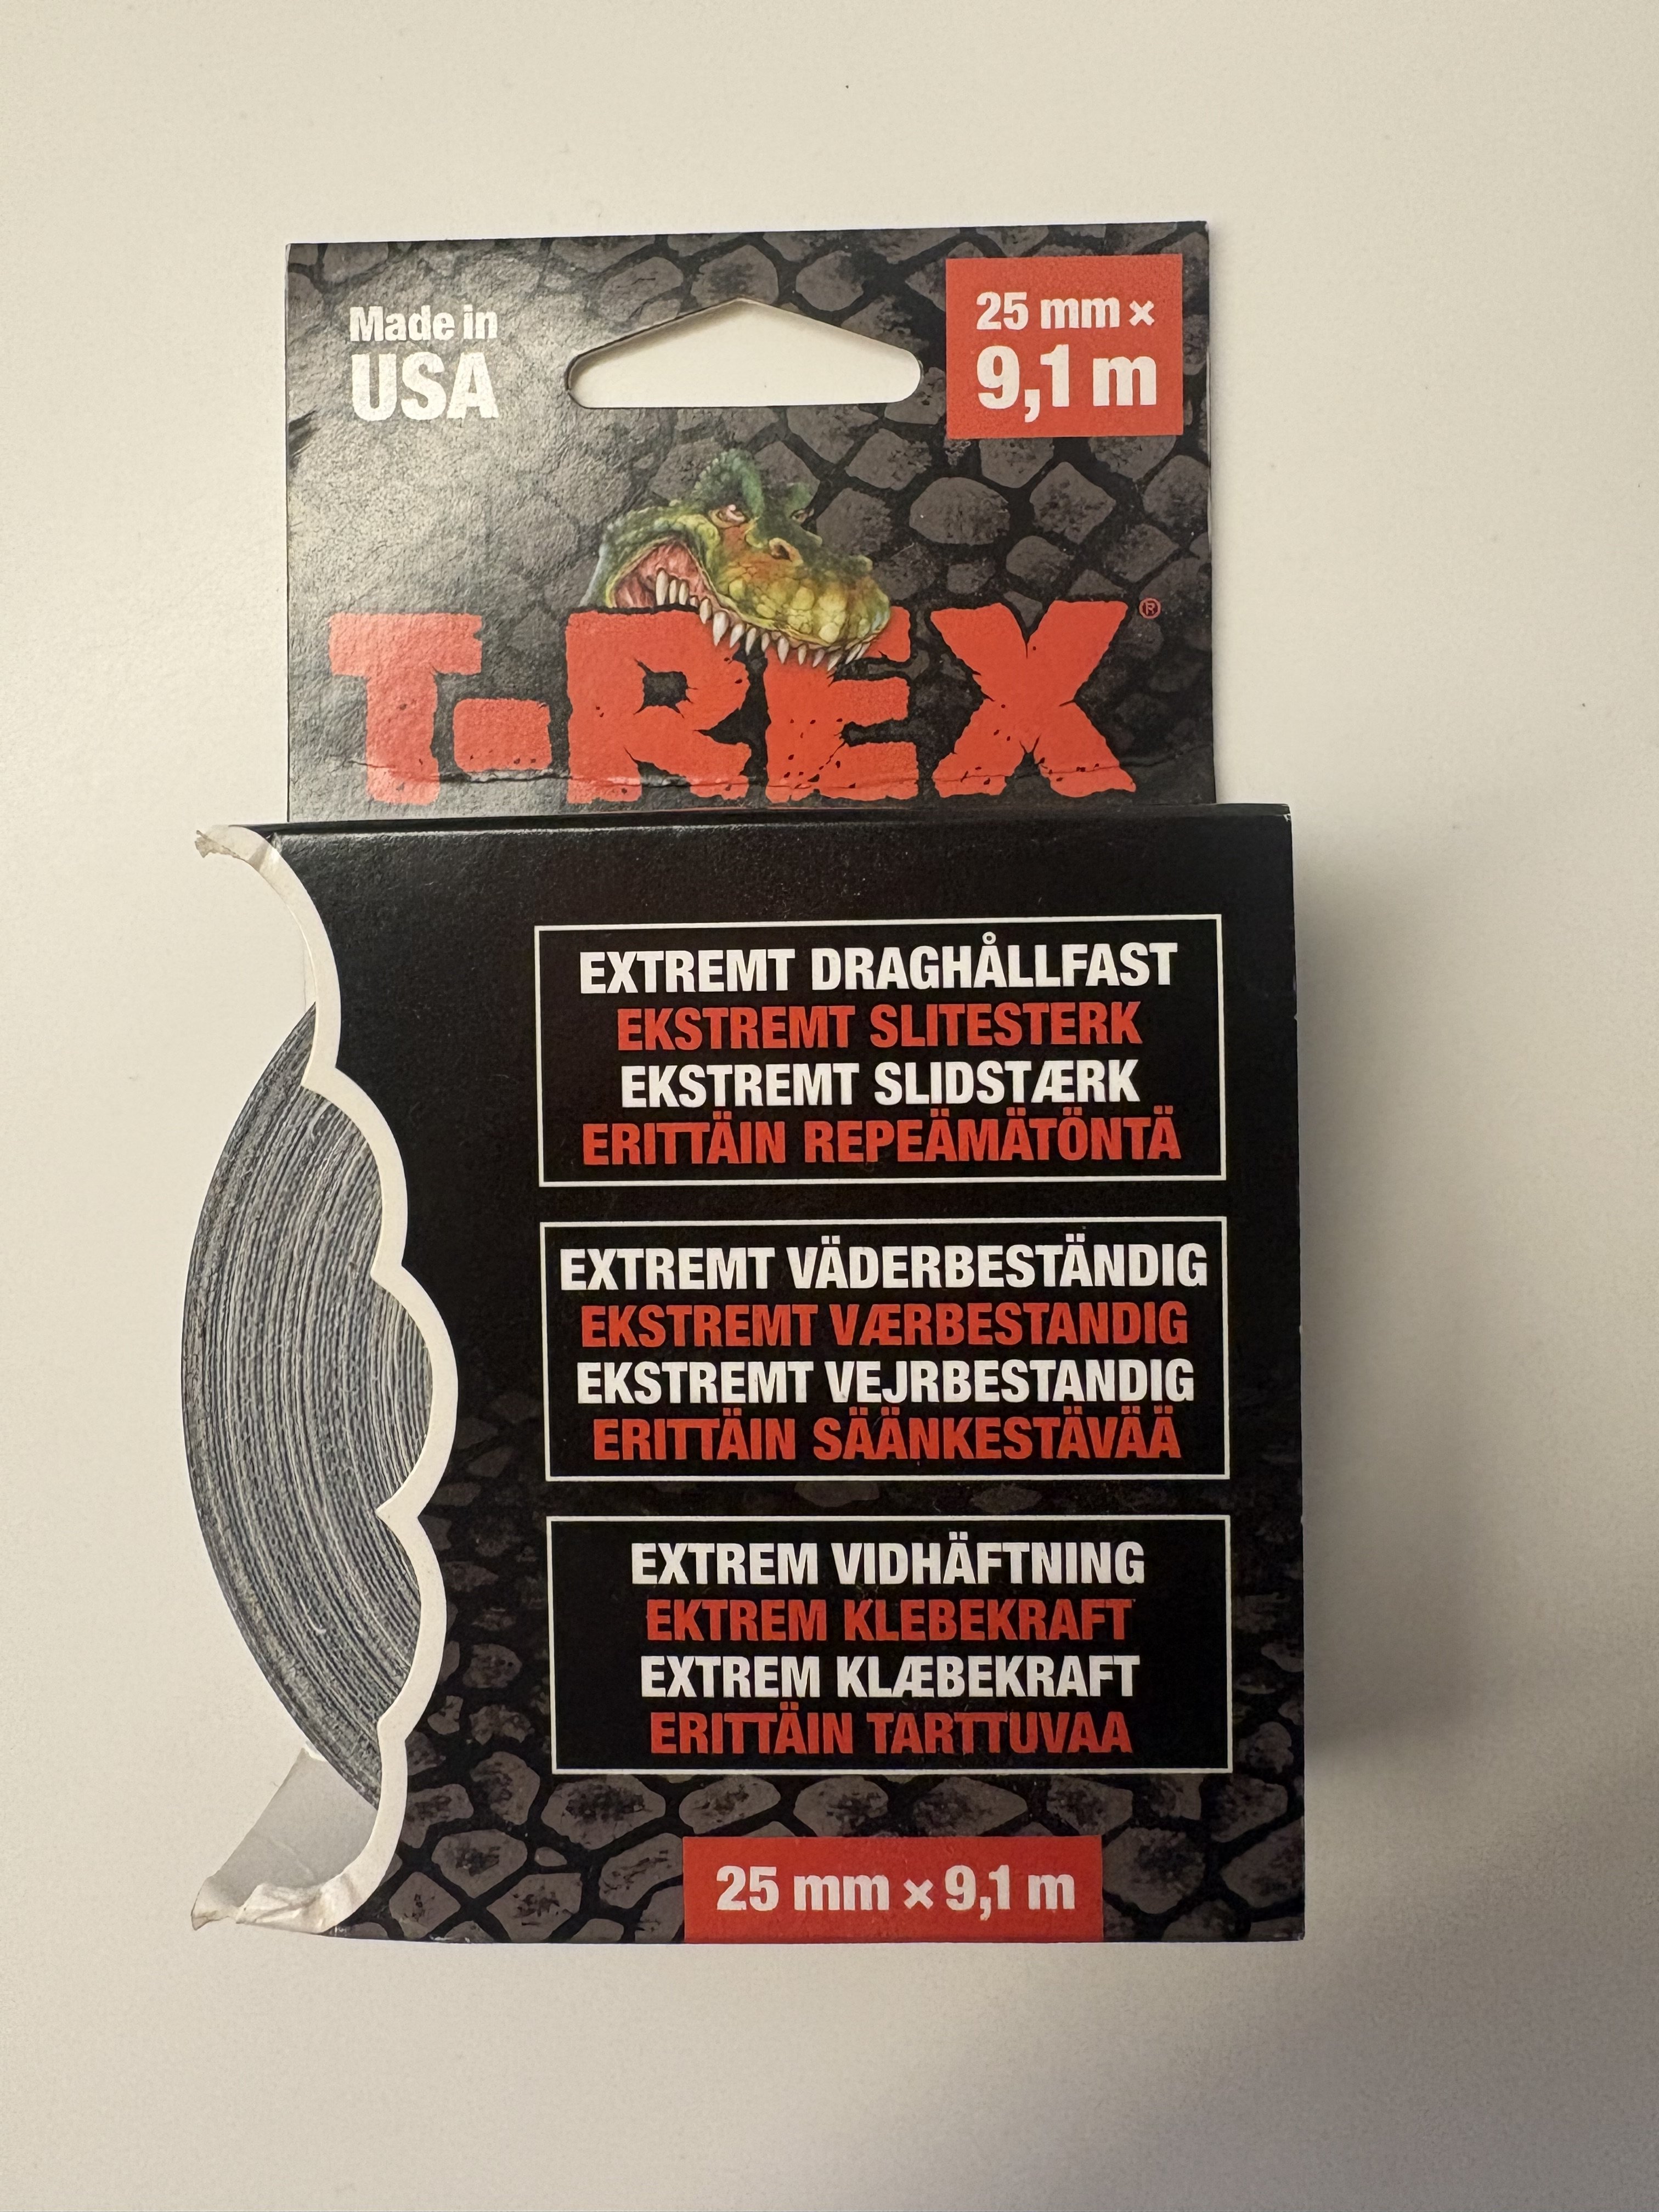 Made in
USA
25 mm ×
9,1 m
T-REX®
EXTREMT DRAGHÅLLFAST
EKSTREMT SLITESTERK
EKSTREMT SLIDSTÆRK
ERITTÄIN REPEÄMÄTÖNTÄ
EXTREMT VÄDERBESTÄNDIG
EKSTREMT VÆRBESTANDIG
EKSTREMT VEJRBESTANDIG
ERITTÄIN SÄÄNKESTÄVÄÄ
EXTREM VIDHÄFTNING
EKTREM KLEBEKRAFT
EXTREM KLÆBEKRAFT
ERITTÄIN TARTTUVAA
25 mm × 9,1 m